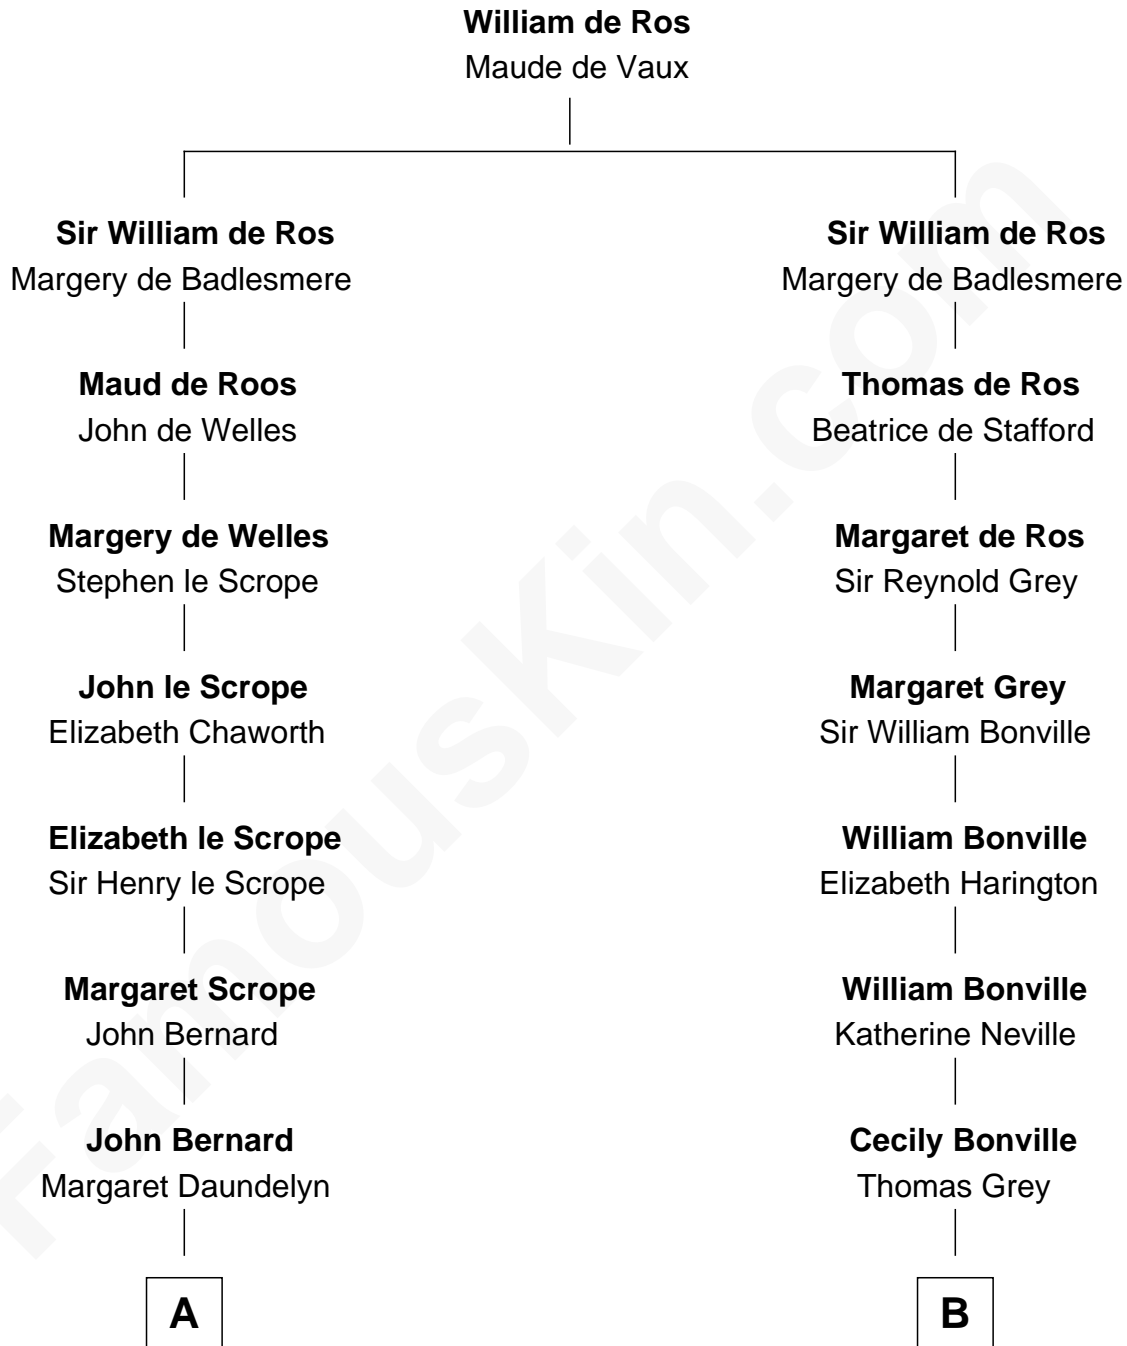 William de Ros
Maude de Vaux
Sir William de Ros
Margery de Badlesmere
Maud de Roos
John de Welles
Margery de Welles
Stephen le Scrope
John le Scrope
Elizabeth Chaworth
Elizabeth le Scrope
Sir Henry le Scrope
Margaret Scrope
John Bernard
John Bernard
Margaret Daundelyn
A
Sir William de Ros
Margery de Badlesmere
Thomas de Ros
Beatrice de Stafford
Margaret de Ros
Sir Reynold Grey
Margaret Grey
Sir William Bonville
William Bonville
Elizabeth Harington
William Bonville
Katherine Neville
Cecily Bonville
Thomas Grey
B
FamousKin.com